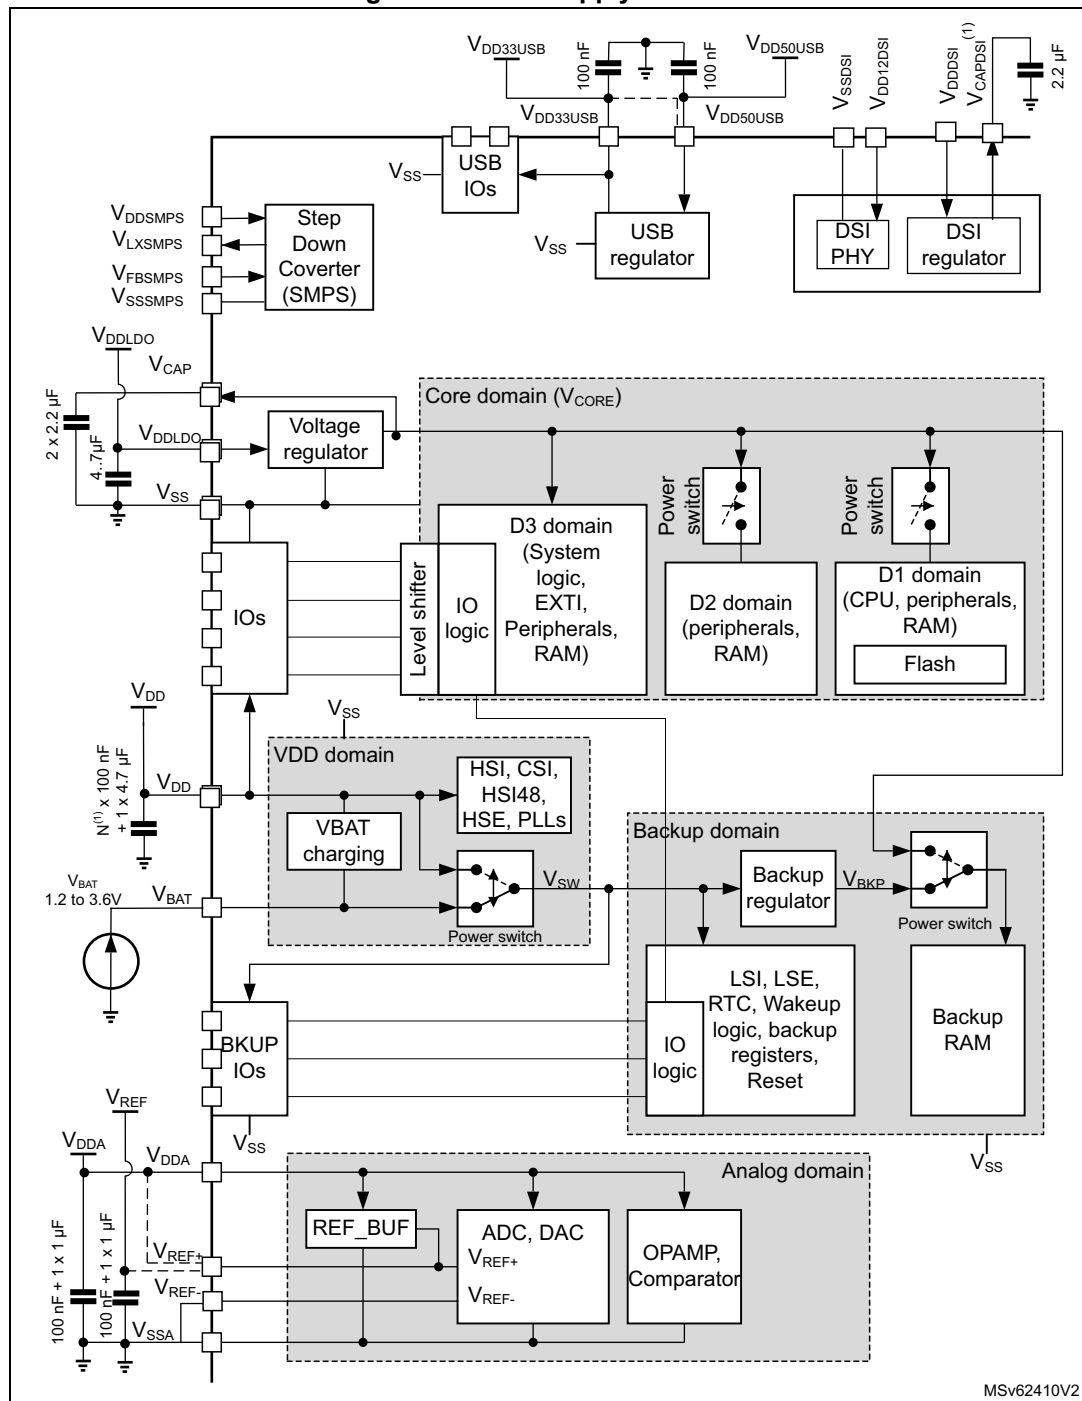 VDD33USB
100 nF
100 nF
VDD50USB
VSSDSI
VDD12DSI
VDDDSI
VCAPDSI(1)
2.2 µF
VDD33USB
VDD50USB
VSS
USB
IOs
VSS
USB
regulator
DSI
PHY
DSI
regulator
VDDSMPS
VLXSMPS
VFBSMPS
VSSSMPS
Step
Down
Coverter
(SMPS)
VDDLDO
VCAP
2 x 2.2 µF
VDDLDO
4..7µF
VSS
Voltage
regulator
Core domain (VCORE)
Power
switch
Power
switch
D3 domain
(System
logic,
EXTI,
Peripherals,
RAM)
D2 domain
(peripherals,
RAM)
D1 domain
(CPU, peripherals,
RAM)
Flash
IOs
Level shifter
IO
logic
VDD
VDD
N(1) x 100 nF
+ 1 x 4.7 µF
VSS
VDD domain
HSI, CSI,
HSI48,
HSE, PLLs
VBAT
charging
VSW
Power switch
VBAT
1.2 to 3.6V
VBAT
Backup domain
Backup
regulator
VBKP
Power switch
LSI, LSE,
RTC, Wakeup
logic, backup
registers,
Reset
IO
logic
Backup
RAM
BKUP
IOs
VSS
VSS
VREF
VDDA
VDDA
100 nF + 1 x 1 µF
100 nF + 1 x 1 µF
VREF+
VREF-
VSSA
Analog domain
REF_BUF
ADC, DAC
VREF+
VREF-
OPAMP,
Comparator
MSv62410V2